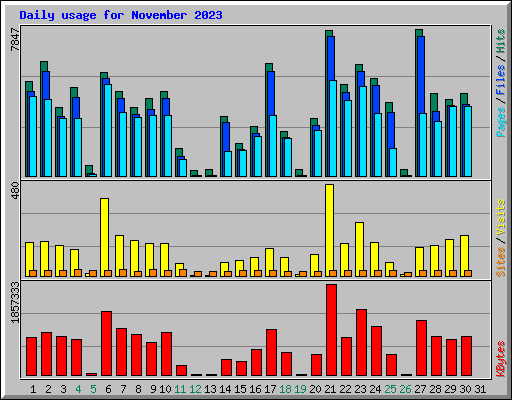 Daily usage for November 2023
7847
Pages / Files / Hits
480
Sites / Visits
1857333
KBytes
1 2 3 4 5 6 7 8 9 10 11 12 13 14 15 16 17 18 19 20 21 22 23 24 25 26 27 28 29 30 31